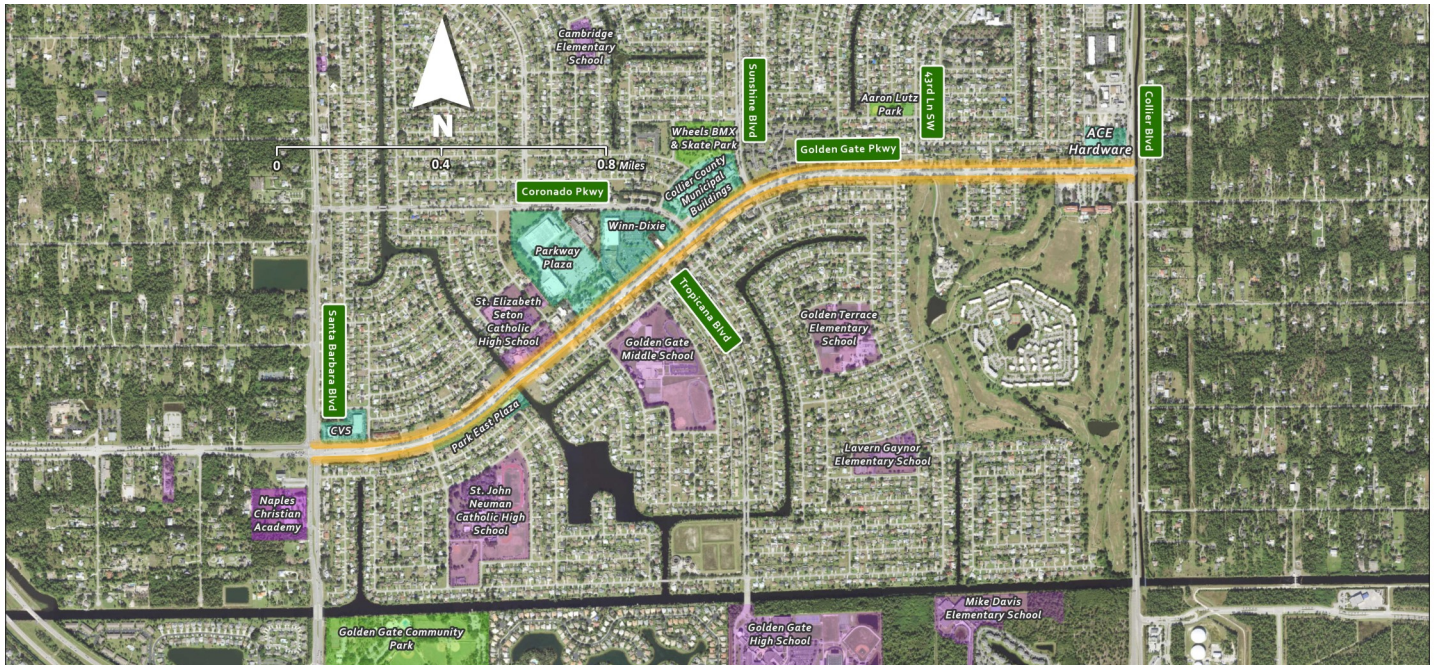 Cambridge
Elementary
School
N
0
0.4
0.8 Miles
Sunshine Blvd
43rd Ln SW
Collier Blvd
Aaron Lutz
Park
Wheels BMX
& Skate Park
ACE
Hardware
Golden Gate Pkwy
Collier County
Municipal
Buildings
Coronado Pkwy
Winn-Dixie
Parkway
Plaza
Tropicana Blvd
St. Elizabeth
Seton
Catholic
High School
Golden Gate
Middle School
Golden Terrace
Elementary
School
Santa Barbara Blvd
CVS
Park East Plaza
Lavern Gaynor
Elementary School
Naples
Christian
Academy
St. John
Neuman
Catholic High
School
Golden Gate Community
Park
Golden Gate
High School
Mike Davis
Elementary School